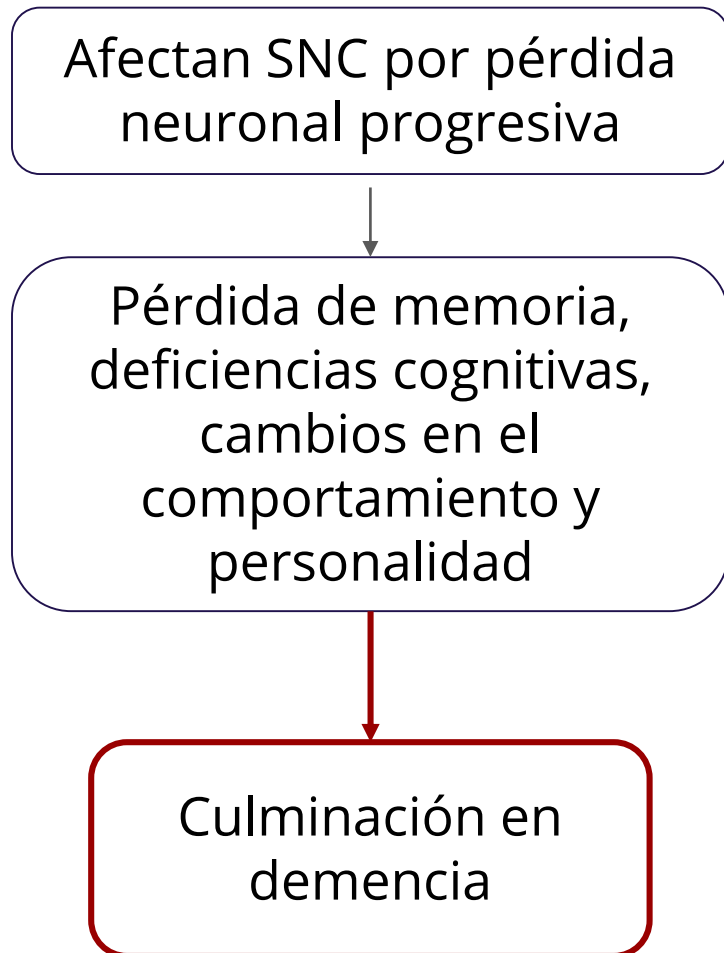 Afectan SNC por pérdida
neuronal progresiva
Pérdida de memoria,
deficiencias cognitivas,
cambios en el
comportamiento y
personalidad
Culminación en
demencia